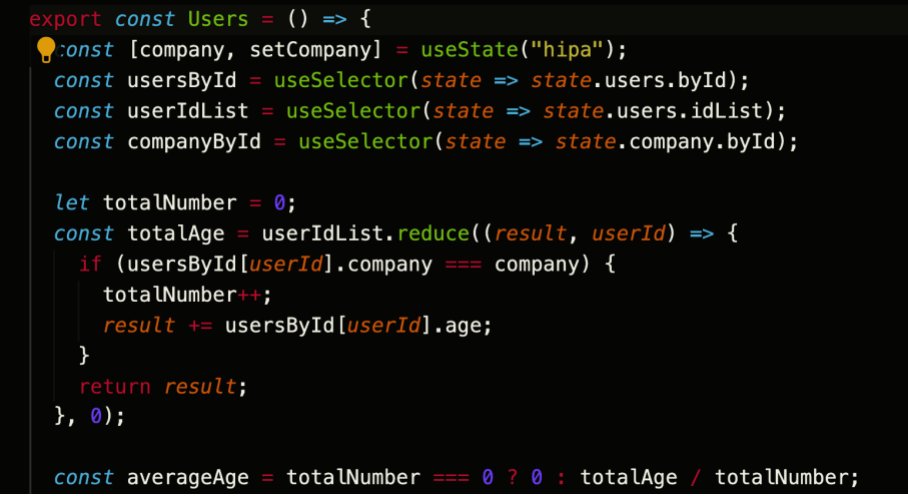 export const Users = () => {
const [company, setCompany] = useState("hipa");
const usersById = useSelector(state => state.users.byId);
const userIdList = useSelector(state => state.users.idList);
const companyById = useSelector(state => state.company.byId);
let totalNumber = 0;
const totalAge = userIdList.reduce((result, userId) => {
if (usersById[userId].company === company) {
totalNumber++;
result += usersById[userId].age;
}
return result;
}, 0);
const averageAge = totalNumber === 0 ? 0 : totalAge / totalNumber;